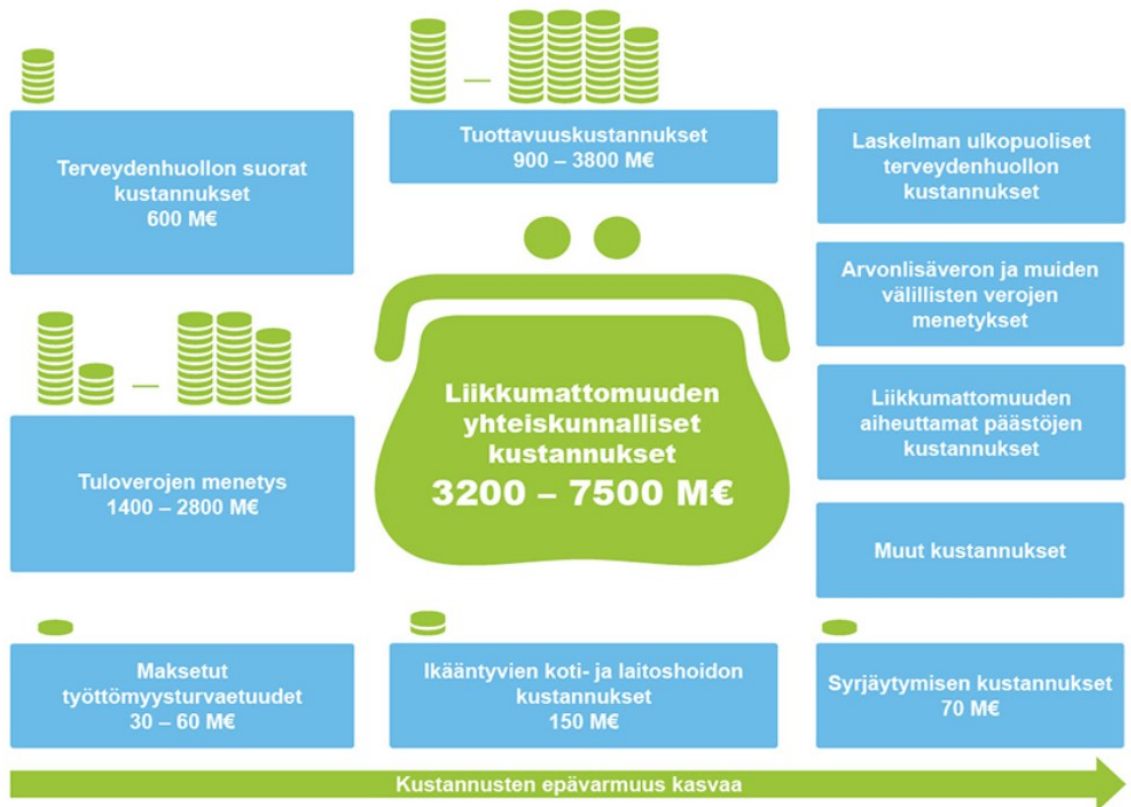 Terveydenhuollon suorat
kustannukset
600 M€
Tuottavuuskustannukset
900 – 3800 M€
Laskelman ulkopuoliset
terveydenhuollon
kustannukset
Arvonlisäveron ja muiden
välillisten verojen
menetykset
Tuloverojen menetys
1400 – 2800 M€
Liikkumattomuuden
yhteiskunnalliset
kustannukset
3200 – 7500 M€
Liikkumattomuuden
aiheuttamat päästöjen
kustannukset
Muut kustannukset
Maksetut
työttömyysturvaetuudet
30 – 60 M€
Ikääntyvien koti- ja laitoshoidon
kustannukset
150 M€
Syrjäytymisen kustannukset
70 M€
Kustannusten epävarmuus kasvaa